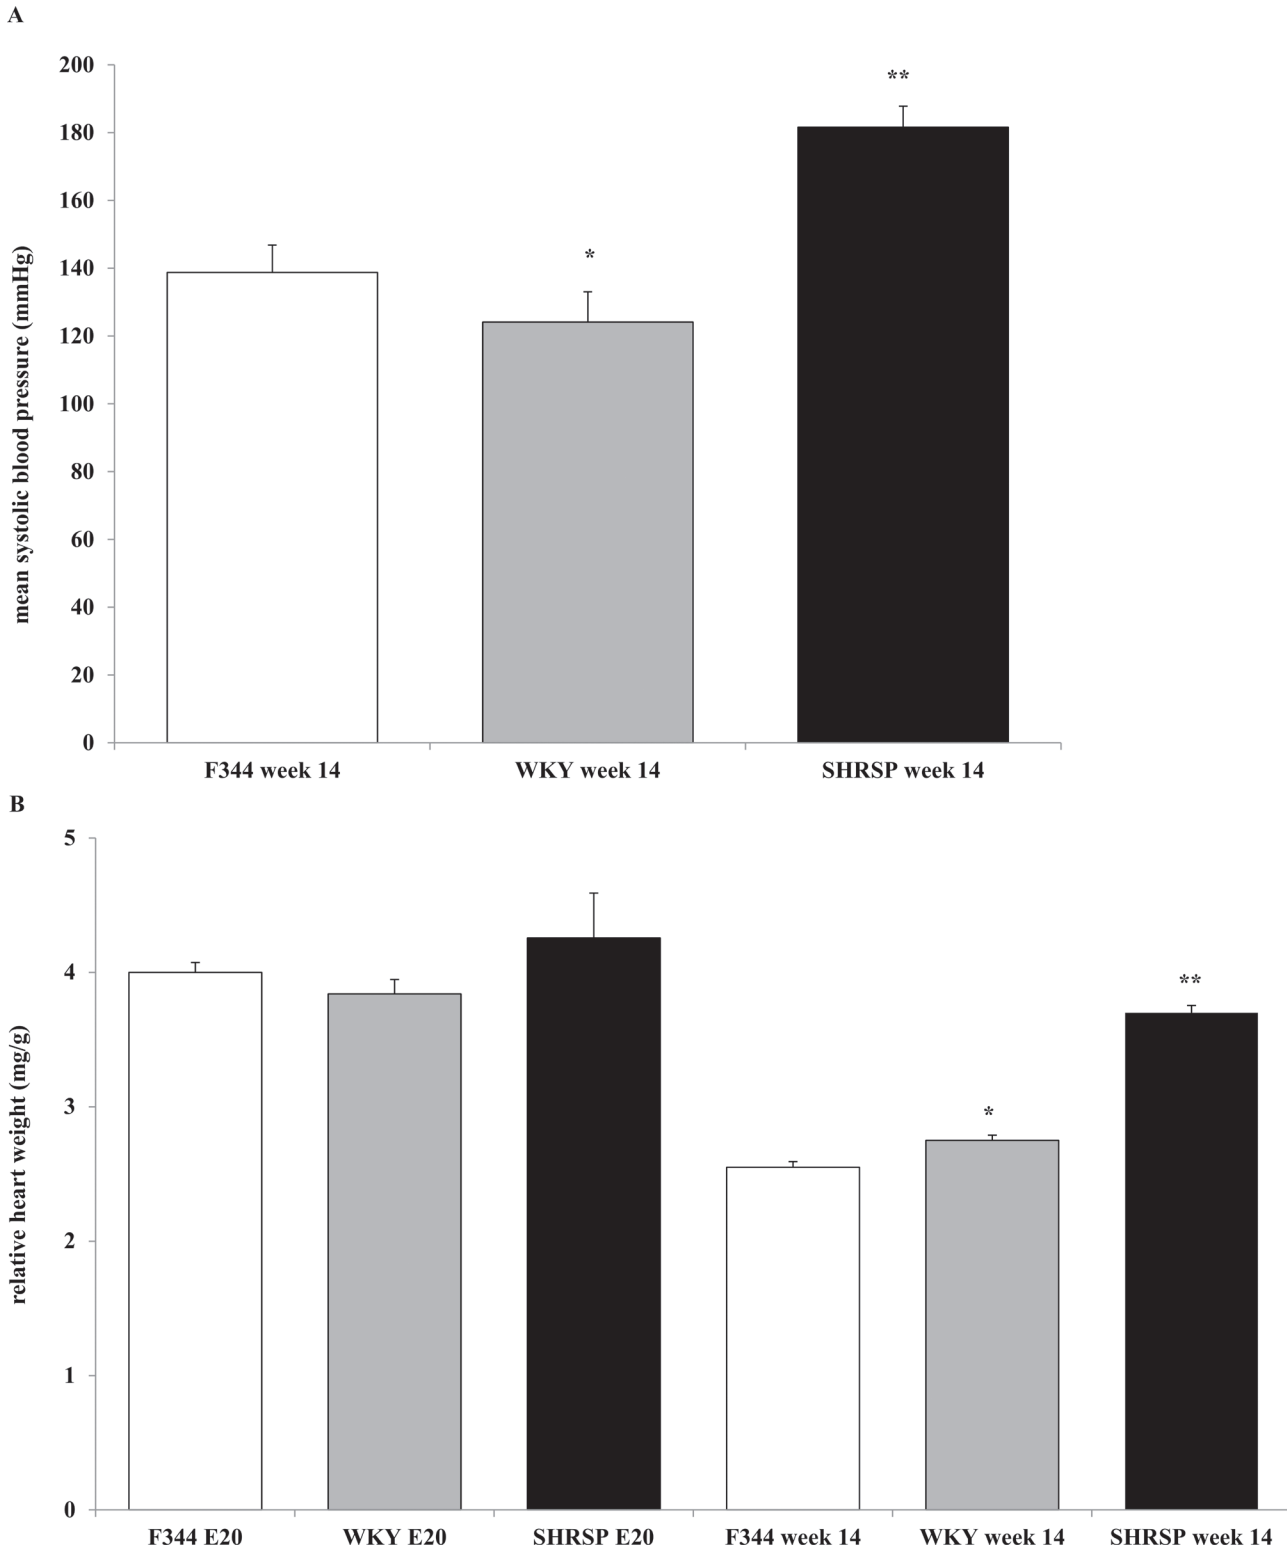 A
200
180
160
140
120
100
80
60
40
20
0
mean systolic blood pressure (mmHg)
*
**
F344 week 14
WKY week 14
SHRSP week 14
B
5
4
3
2
1
0
relative heart weight (mg/g)
*
**
F344 E20
WKY E20
SHRSP E20
F344 week 14
WKY week 14
SHRSP week 14